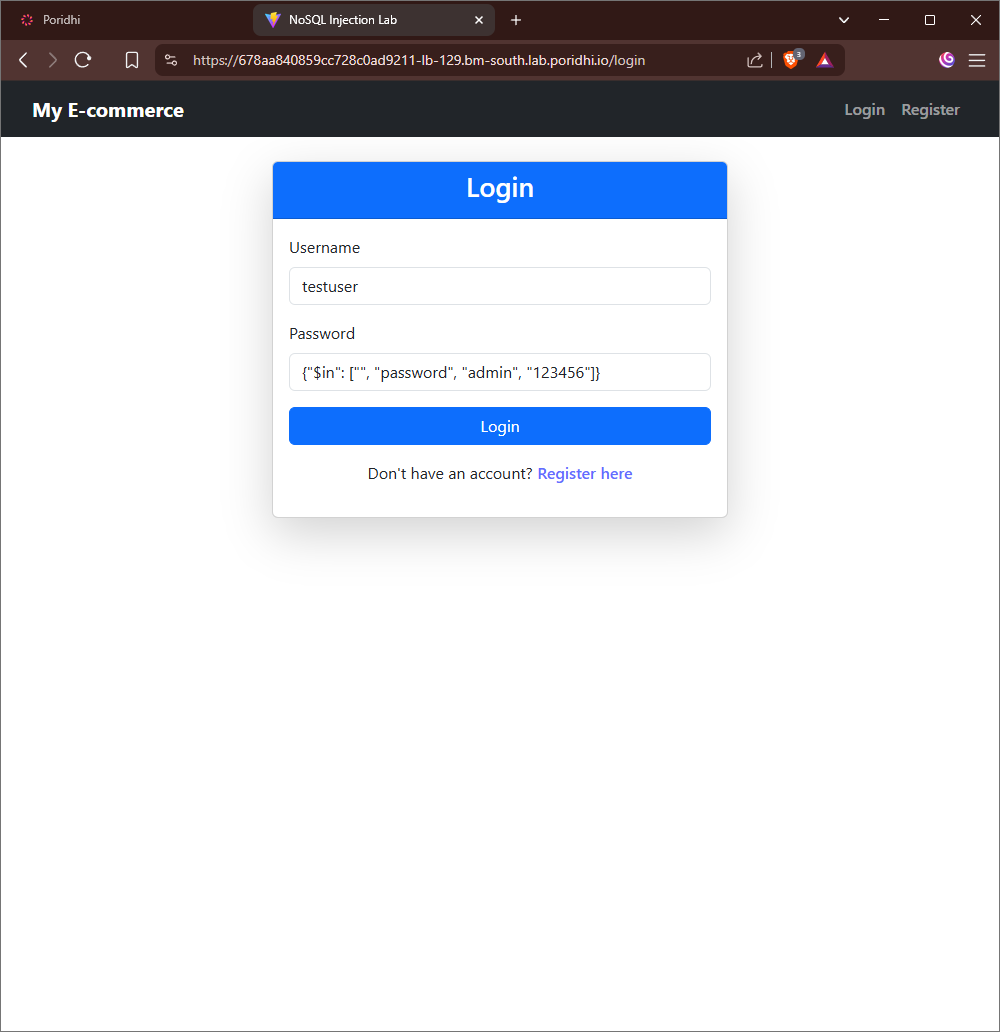 Poridhi
NoSQL Injection Lab
https://678aa840859cc728c0ad9211-lb-129.bm-south.lab.poridhi.io/login
3
My E-commerce
Login Register
Login
Username
testuser
Password
{"$in": ["", "password", "admin", "123456"]}
Login
Don't have an account? Register here